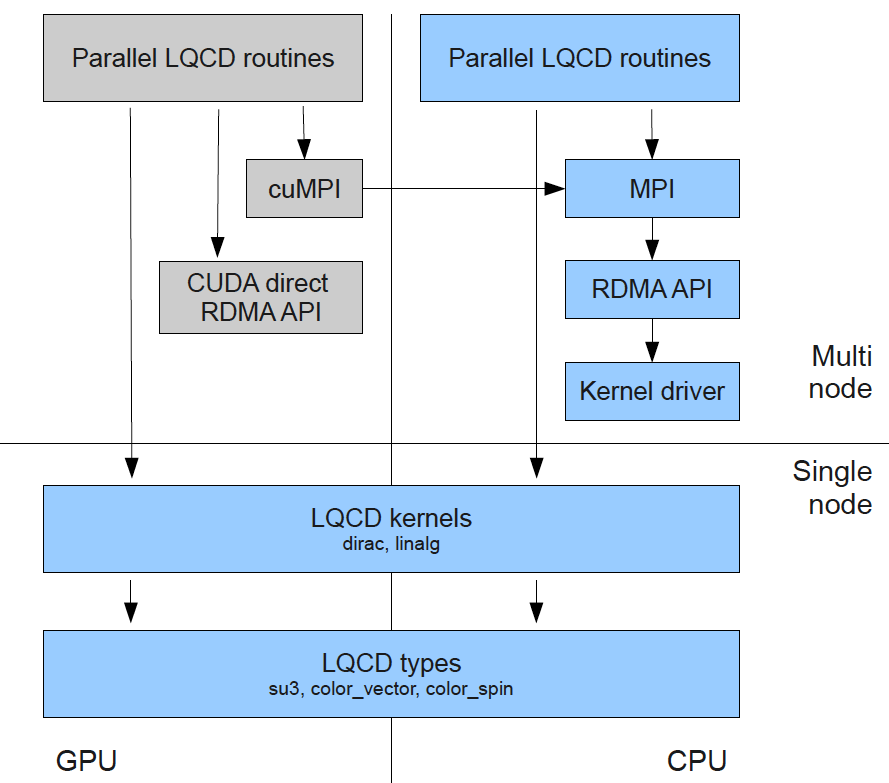 Parallel LQCD routines
Parallel LQCD routines
cuMPI
MPI
CUDA direct
RDMA API
RDMA API
Multi
node
Kernel driver
Single
node
LQCD kernels
dirac, linalg
LQCD types
su3, color_vector, color_spin
GPU
CPU